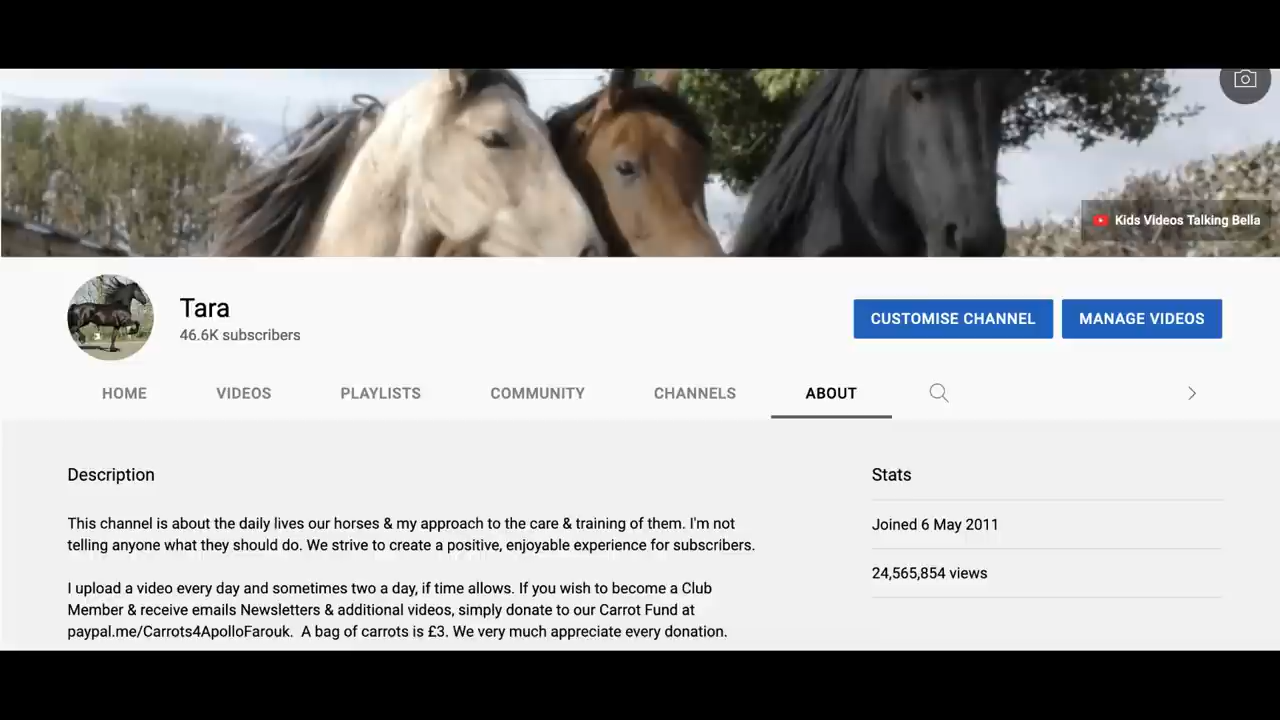 Kids Videos Talking Bella
Tara
46.6K subscribers
CUSTOMISE CHANNEL
MANAGE VIDEOS
HOME
VIDEOS
PLAYLISTS
COMMUNITY
CHANNELS
ABOUT
Description
This channel is about the daily lives our horses & my approach to the care & training of them. I'm not
telling anyone what they should do. We strive to create a positive, enjoyable experience for subscribers.
I upload a video every day and sometimes two a day, if time allows. If you wish to become a Club
Member & receive emails Newsletters & additional videos, simply donate to our Carrot Fund at
paypal.me/Carrots4ApolloFarouk. A bag of carrots is £3. We very much appreciate every donation.
Stats
Joined 6 May 2011
24,565,854 views